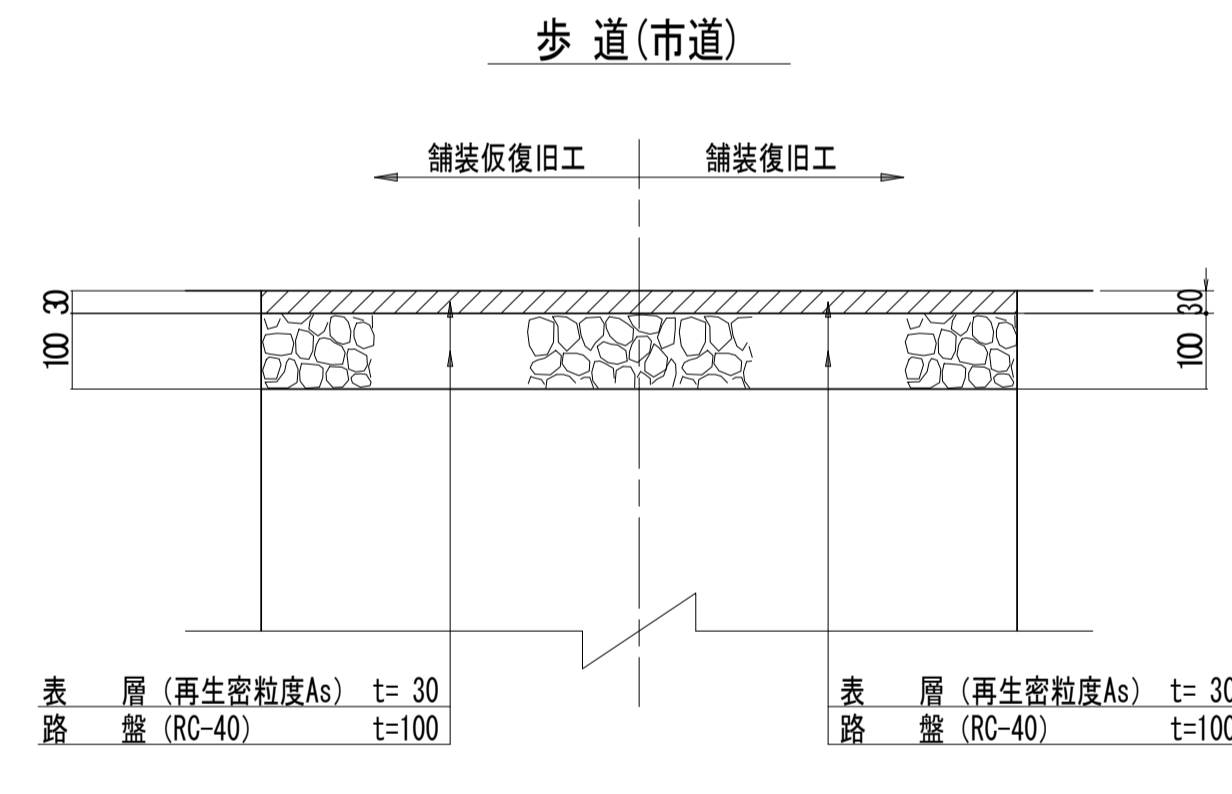 歩 道(市道)
舗装仮復旧工 舗装復旧工
30
100
30
100
表 層 (再生密粒度As) t= 30
路 盤 (RC-40) t=100
表 層 (再生密粒度As) t= 30
路 盤 (RC-40) t=100